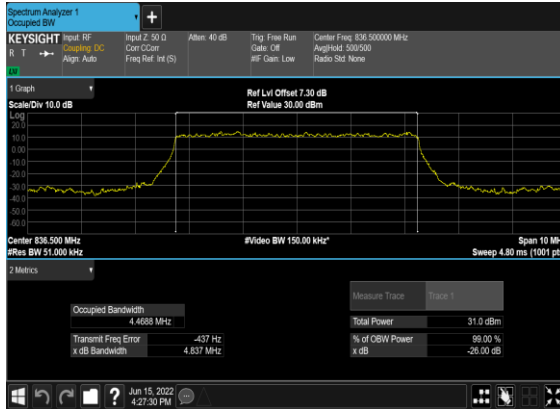 Spectrum Analyzer 1
Occupied BW
KEYSIGHT Input: RF Input Z: 50 Ω Atten: 40 dB Trig: Free Run Center Freq: 836.500000 MHz
R T Coupling: DC Corr CCorr Gate: Off Avg|Hold: 500/500
Align: Auto Freq Ref: Int (S) #IF Gain: Low Radio Std: None
LXI
1 Graph
Ref Lvl Offset 7.30 dB
Scale/Div 10.0 dB Ref Value 30.00 dBm
Log
20.0
10.0
0.00
-10.0
-20.0
-30.0
-40.0
-50.0
-60.0
Center 836.500 MHz #Video BW 150.00 kHz* Span 10 MH
#Res BW 51.000 kHz Sweep 4.80 ms (1001 pt
2 Metrics
Measure Trace Trace 1
Occupied Bandwidth
4.4688 MHz Total Power 31.0 dBm
Transmit Freq Error -437 Hz % of OBW Power 99.00 %
x dB Bandwidth 4.837 MHz x dB -26.00 dB
Jun 15, 2022
4:27:30 PM